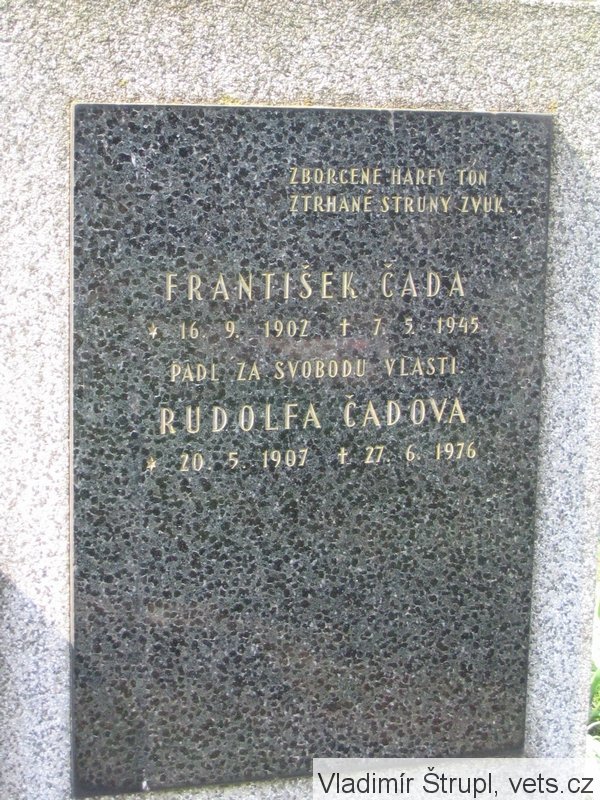 ZBORCENÉ HARFY TÓN
ZTRHANÉ STRUNY ZVUK
FRANTIŠEK ČADA
* 16. 9. 1902 † 7. 5. 1945
PADL ZA SVOBODU VLASTI.
RUDOLFA ČADOVÁ
* 20. 5. 1907 † 27. 6. 1976
Vladimír Štrupl, vets.cz